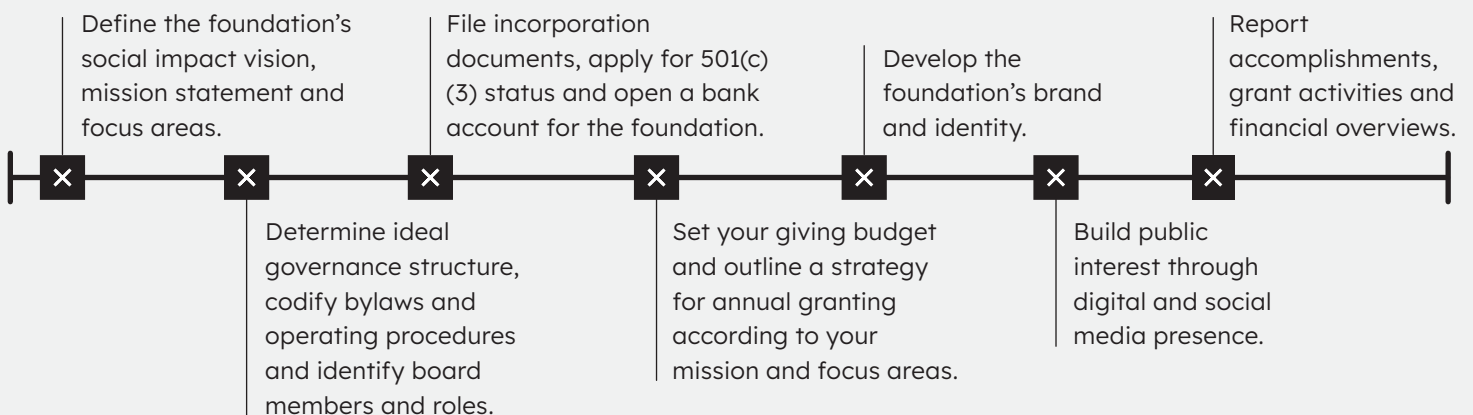 Define the foundation’s
social impact vision,
mission statement and
focus areas.
Determine ideal
governance structure,
codify bylaws and
operating procedures
and identify board
members and roles.
File incorporation
documents, apply for 501(c)
(3) status and open a bank
account for the foundation.
Set your giving budget
and outline a strategy
for annual granting
according to your
mission and focus areas.
Develop the
foundation’s brand
and identity.
Build public
interest through
digital and social
media presence.
Report
accomplishments,
grant activities and
financial overviews.